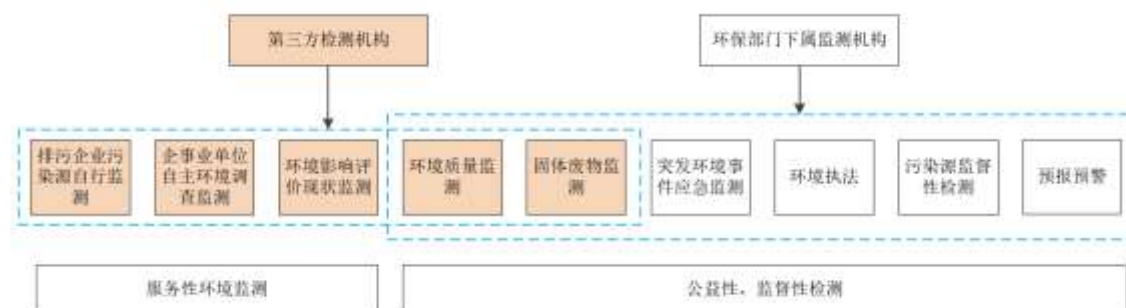 第三方检测机构
环保部门下属监测机构
排污企业污
染源自行监
测
企事业单位
自主环境调
查监测
环境影响评
价现状监测
环境质量监
测
固体废物监
测
突发环境事
件应急监测
环境执法
污染源监督
性检测
预报预警
服务性环境监测
公益性、监督性检测